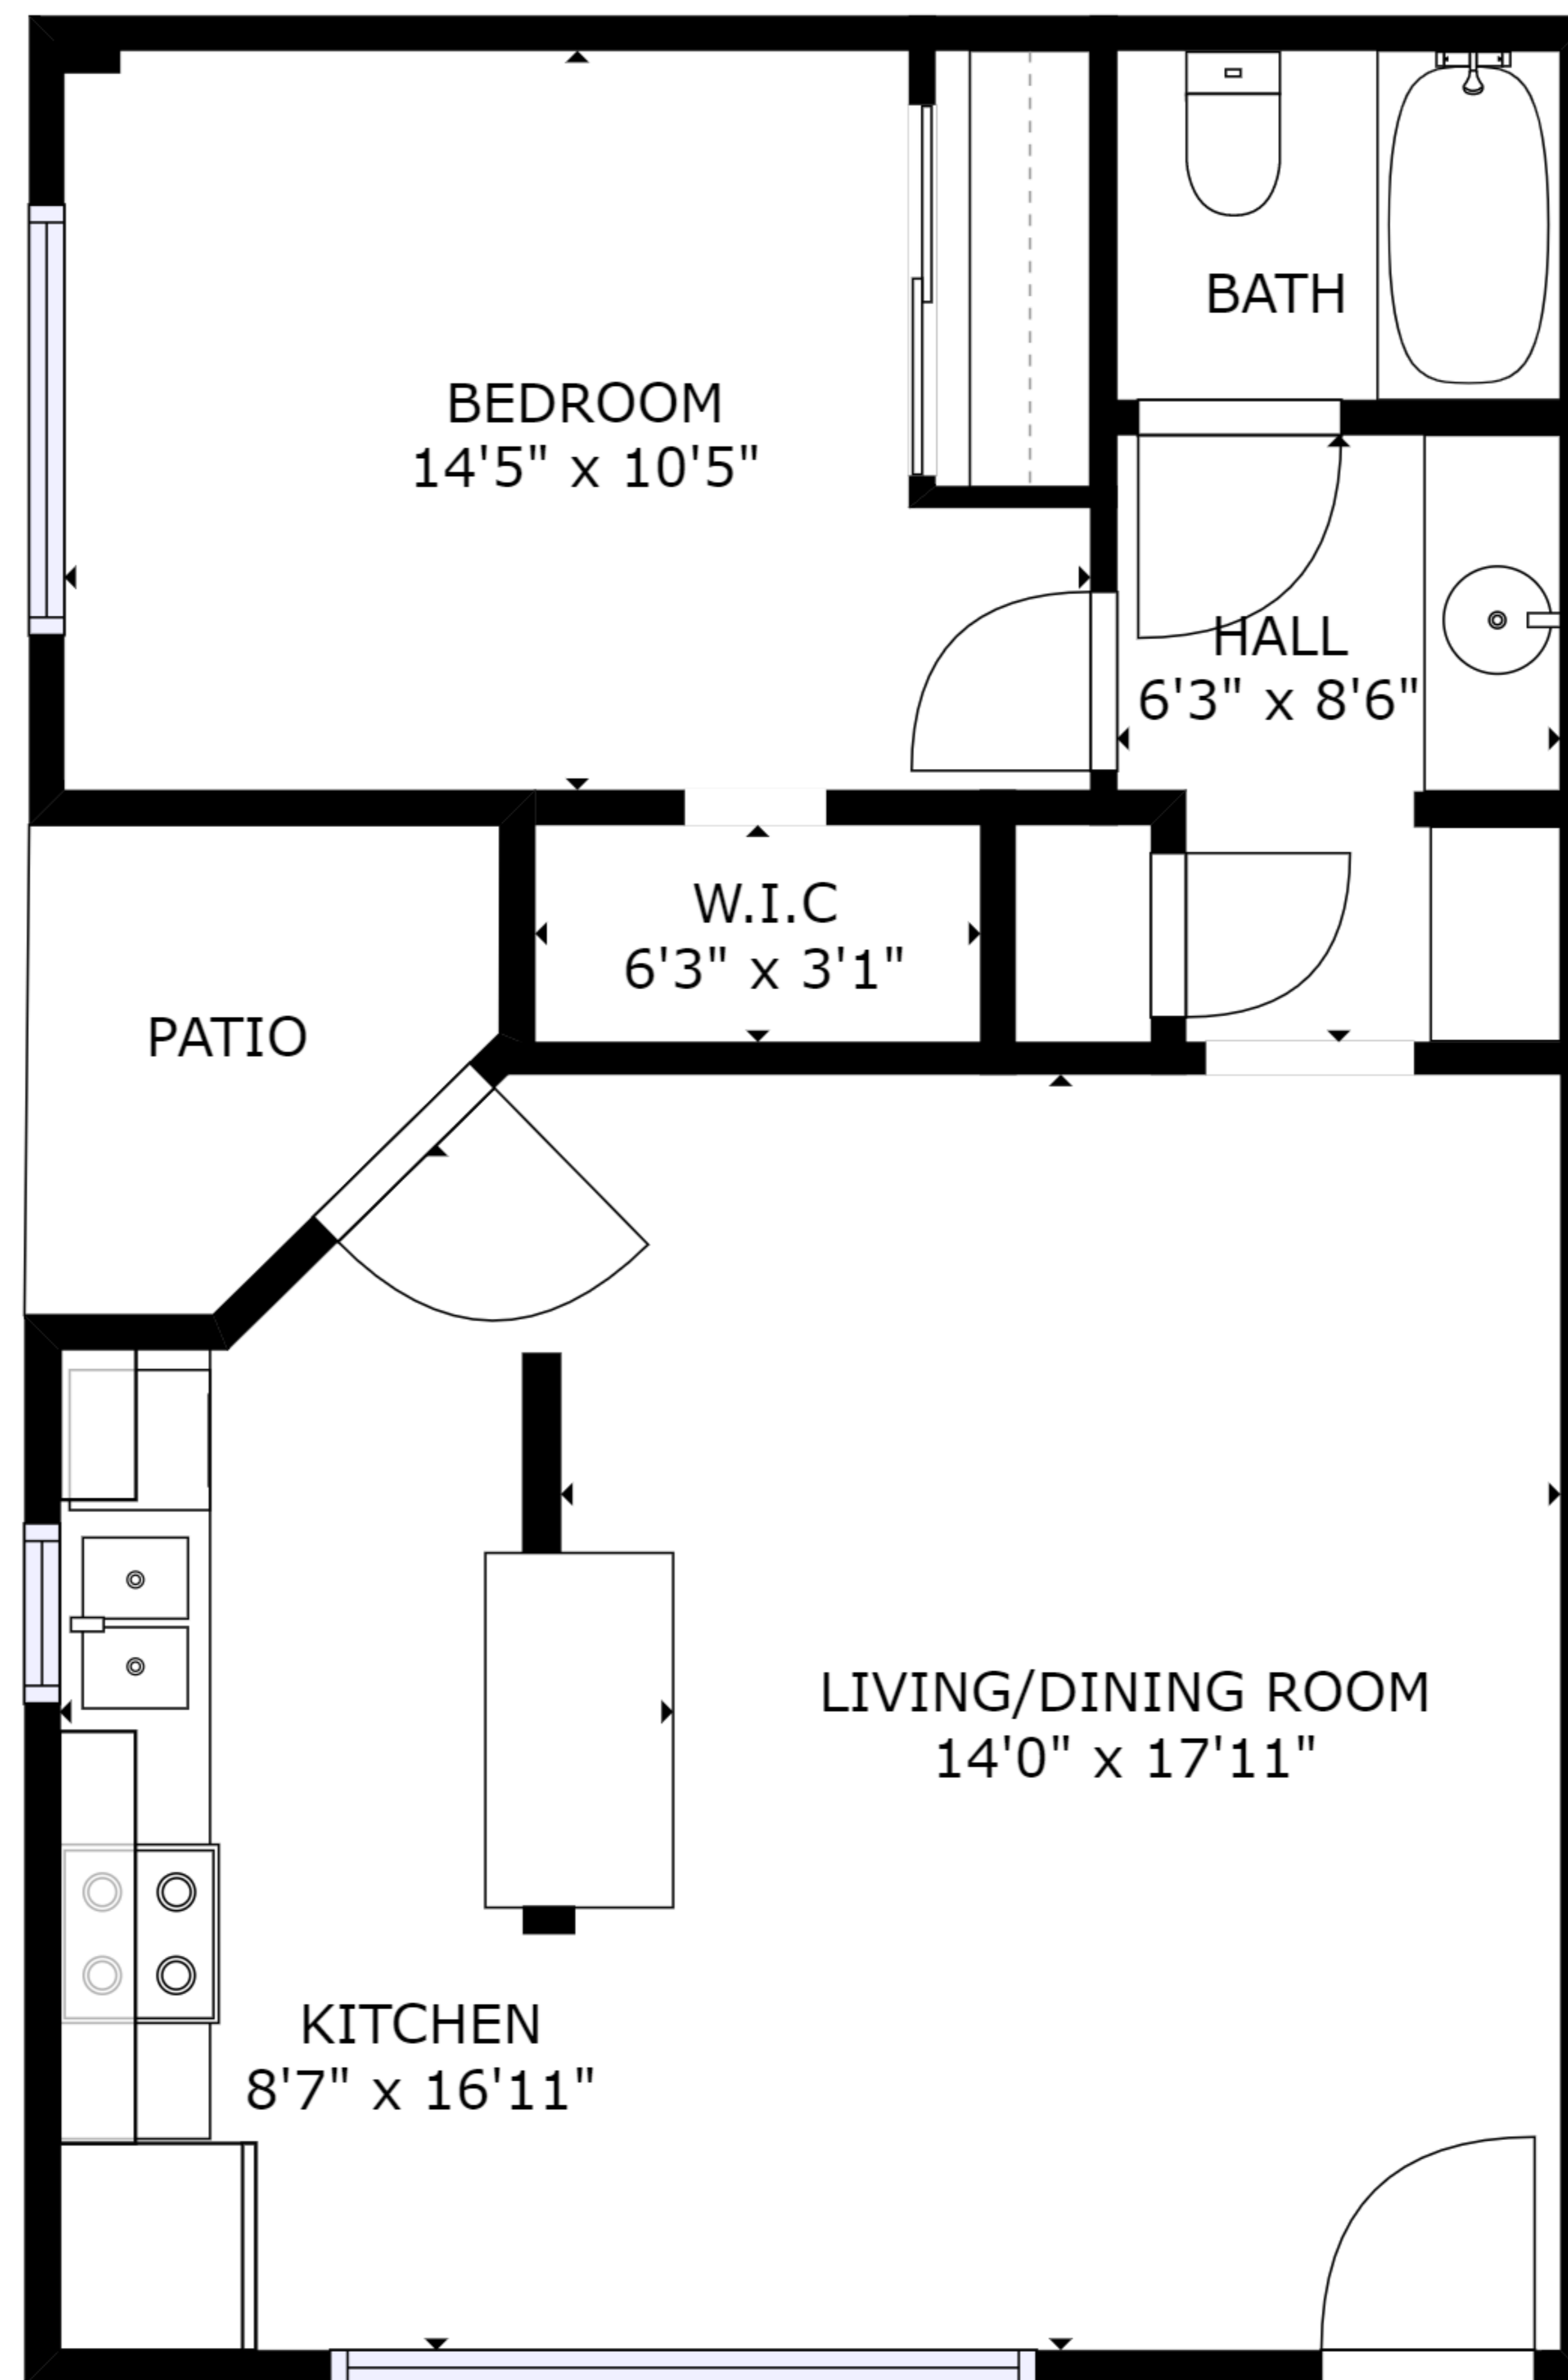 BATH
BEDROOM
14'5" x 10'5"
HALL
6'3" x 8'6"
W.I.C
6'3" x 3'1"
PATIO
LIVING/DINING ROOM
14'0" x 17'11"
KITCHEN
8'7" x 16'11"